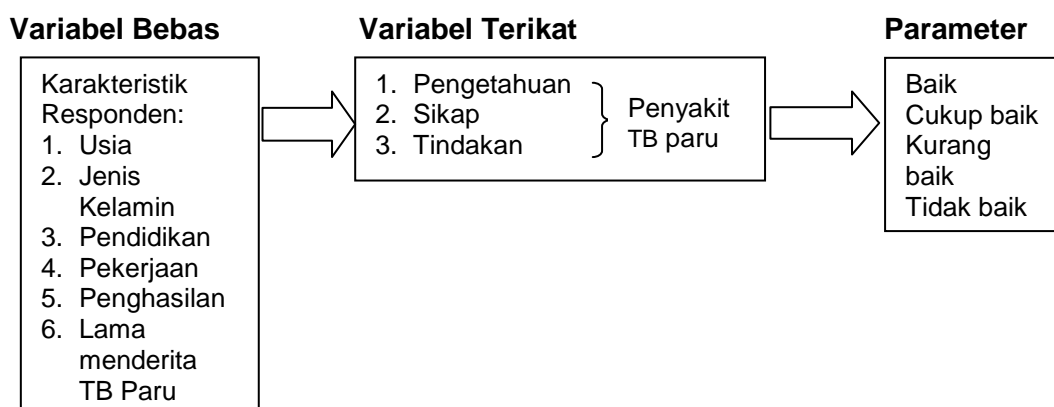 Variabel Bebas
Karakteristik
Responden:
1. Usia
2. Jenis
Kelamin
3. Pendidikan
4. Pekerjaan
5. Penghasilan
6. Lama
menderita
TB Paru
Variabel Terikat
1. Pengetahuan
2. Sikap
3. Tindakan
Penyakit
TB paru
Parameter
Baik
Cukup baik
Kurang
baik
Tidak baik